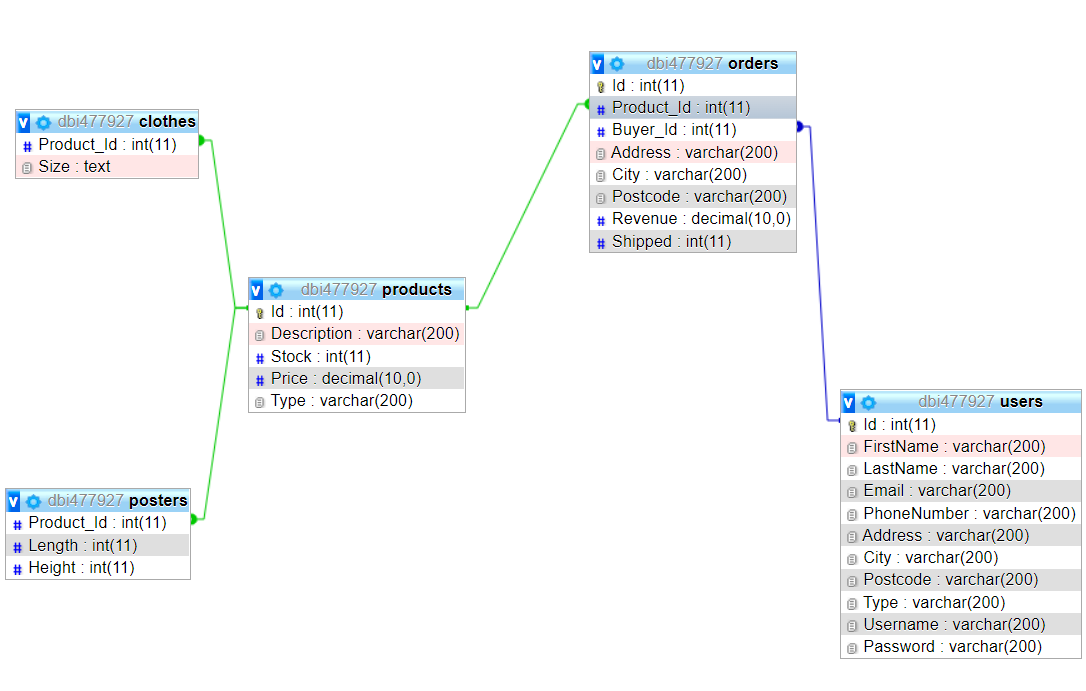 dbi477927 orders
Id : int(11)
Product_Id : int(11)
Buyer_Id : int(11)
Address : varchar(200)
City : varchar(200)
Postcode : varchar(200)
Revenue : decimal(10,0)
Shipped : int(11)
dbi477927 clothes
Product_Id : int(11)
Size : text
dbi477927 products
Id : int(11)
Description : varchar(200)
Stock : int(11)
Price : decimal(10,0)
Type : varchar(200)
dbi477927 posters
Product_Id : int(11)
Length : int(11)
Height : int(11)
dbi477927 users
Id : int(11)
FirstName : varchar(200)
LastName : varchar(200)
Email : varchar(200)
PhoneNumber : varchar(200)
Address : varchar(200)
City : varchar(200)
Postcode : varchar(200)
Type : varchar(200)
Username : varchar(200)
Password : varchar(200)